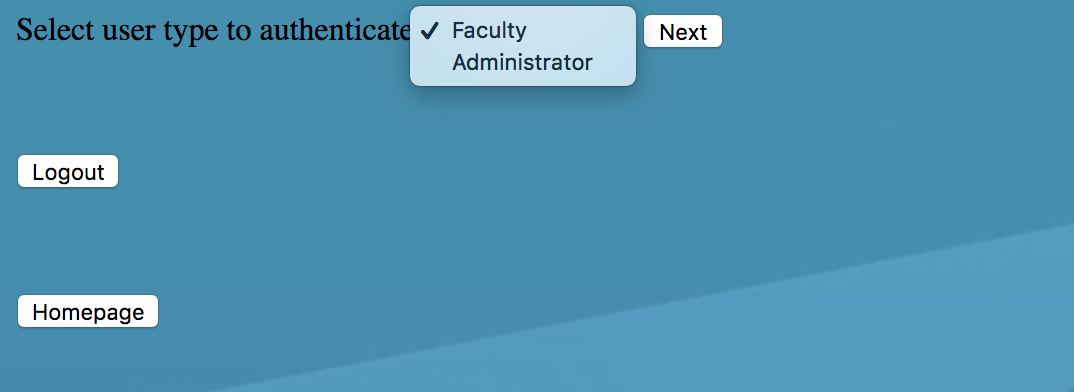 Select user type to authenticate ✓ Faculty Next
Administrator
Logout
Homepage